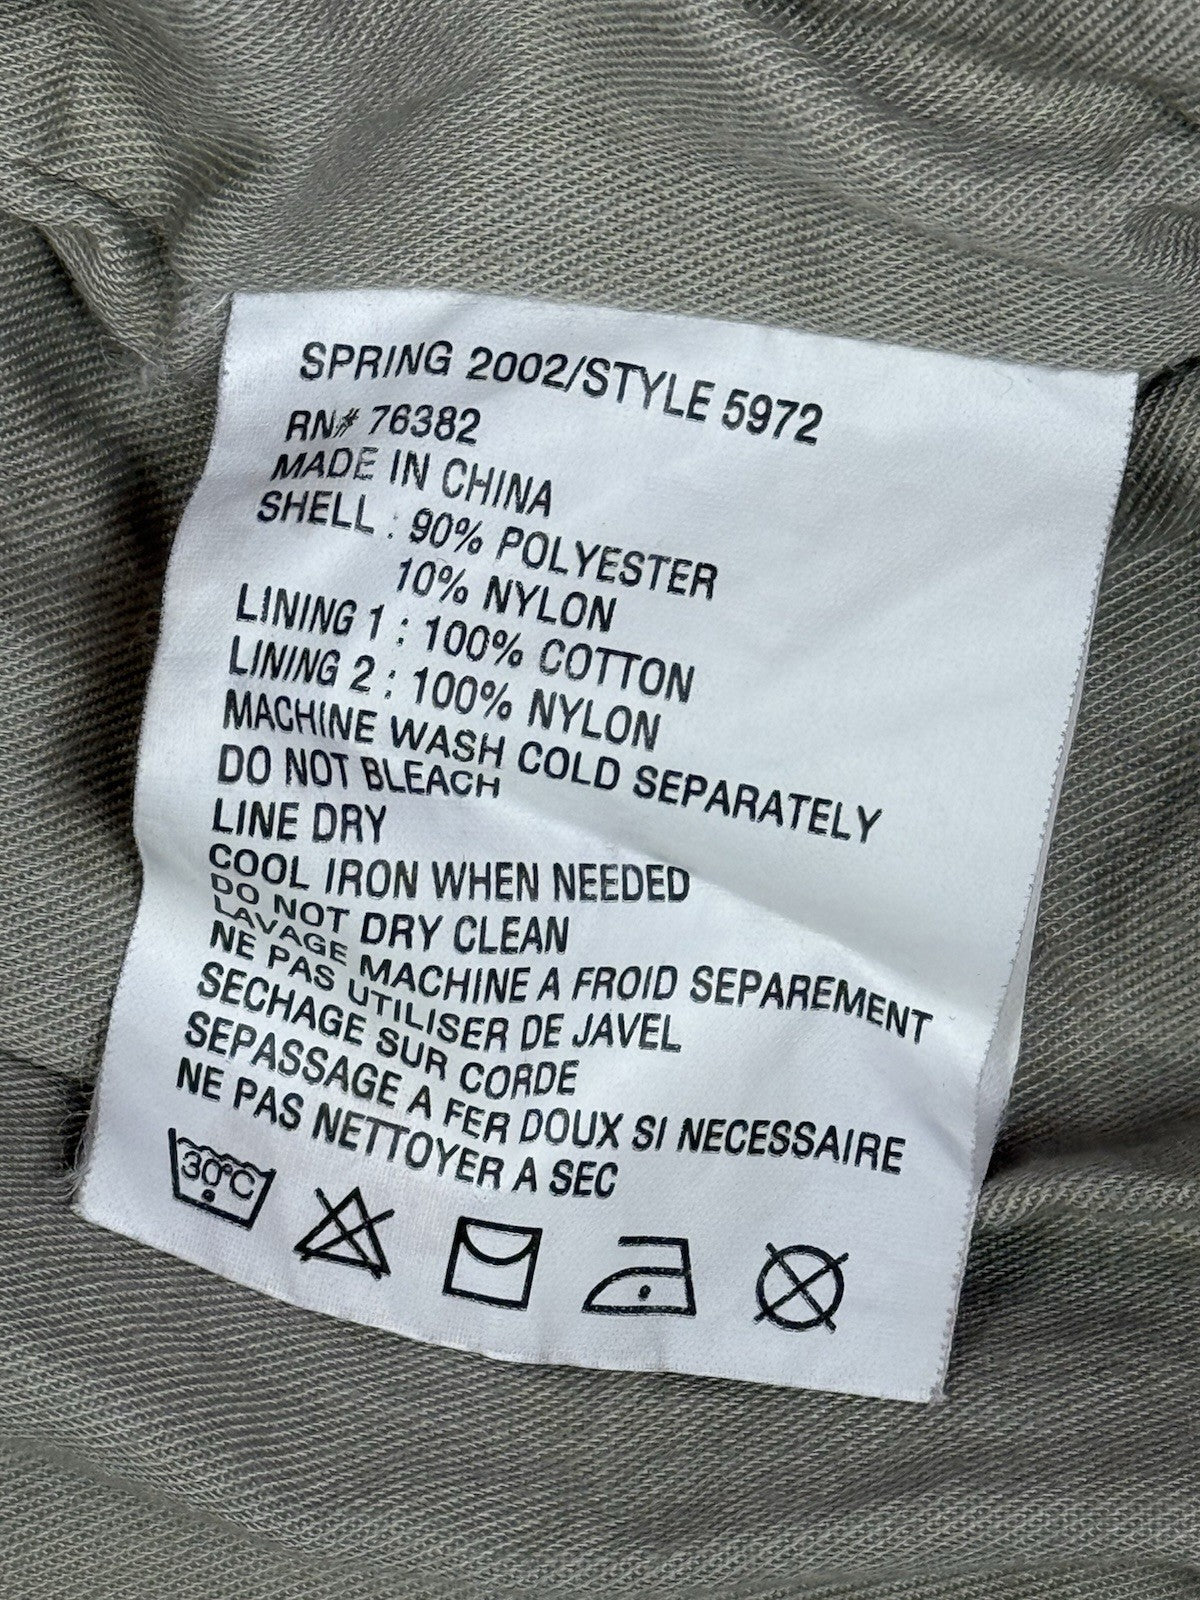 SPRING 2002/STYLE 5972
RN# 76382
MADE IN CHINA
SHELL : 90% POLYESTER
10% NYLON
LINING 1 : 100% COTTON
LINING 2 : 100% NYLON
MACHINE WASH COLD SEPARATELY
DO NOT BLEACH
LINE DRY
COOL IRON WHEN NEEDED
DO NOT DRY CLEAN
LAVAGE MACHINE A FROID SEPAREMENT
NE PAS UTILISER DE JAVEL
SECHAGE SUR CORDE
SEPASSAGE A FER DOUX SI NECESSAIRE
NE PAS NETTOYER A SEC
30°C